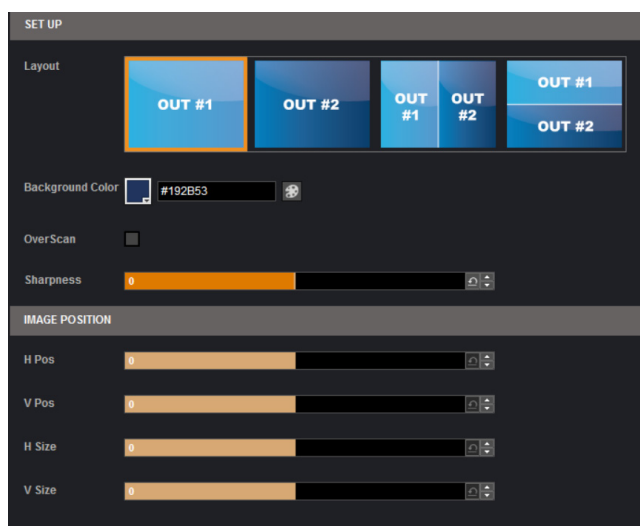 SET UP
Layout
OUT #1
OUT #2
OUT #1
OUT #2
OUT #1
OUT #2
Background Color #192B53
OverScan
Sharpness 0
IMAGE POSITION
H Pos 0
V Pos 0
H Size 0
V Size 0